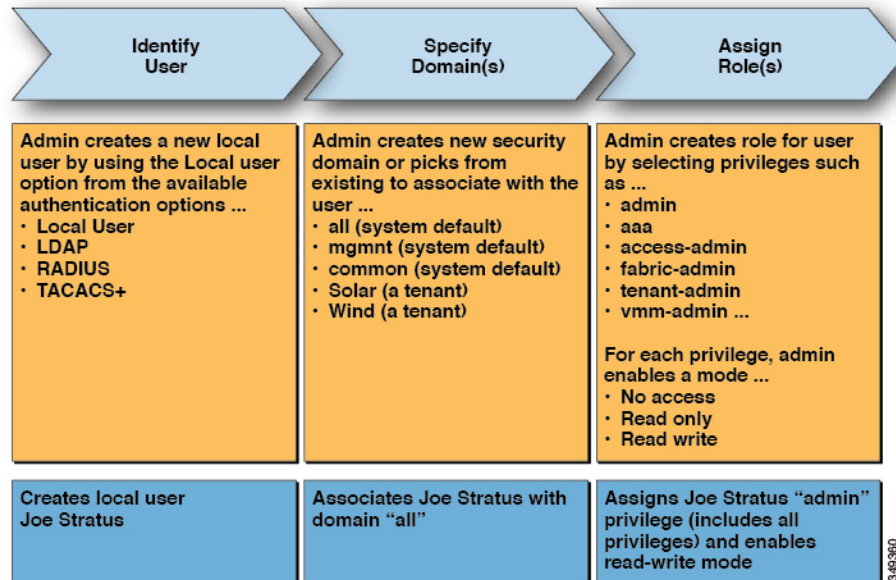 Identify
User
Specify
Domain(s)
Assign
Role(s)
Admin creates a new local
user by using the Local user
option from the available
authentication options ...
• Local User
• LDAP
• RADIUS
• TACACS+
Admin creates new security
domain or picks from
existing to associate with the
user ...
• all (system default)
• mgmnt (system default)
• common (system default)
• Solar (a tenant)
• Wind (a tenant)
Admin creates role for user
by selecting privileges such
as ...
• admin
• aaa
• access-admin
• fabric-admin
• tenant-admin
• vmm-admin ...
For each privilege, admin
enables a mode ...
• No access
• Read only
• Read write
Creates local user
Joe Stratus
Associates Joe Stratus with
domain “all”
Assigns Joe Stratus “admin”
privilege (includes all
privileges) and enables
read-write mode
349360